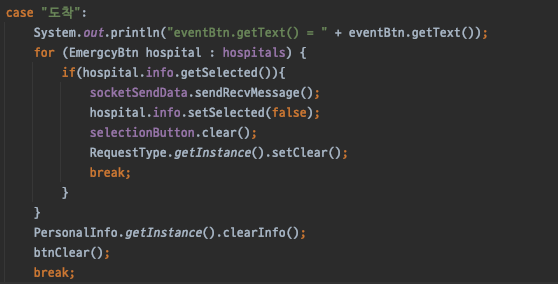 case "도착":
System.out.println("eventBtn.getText() = " + eventBtn.getText());
for (EmergcyBtn hospital : hospitals) {
if(hospital.info.getSelected()){
socketSendData.sendRecvMessage();
hospital.info.setSelected(false);
selectionButton.clear();
RequestType.getInstance().setClear();
break;
}
}
PersonalInfo.getInstance().clearInfo();
btnClear();
break;